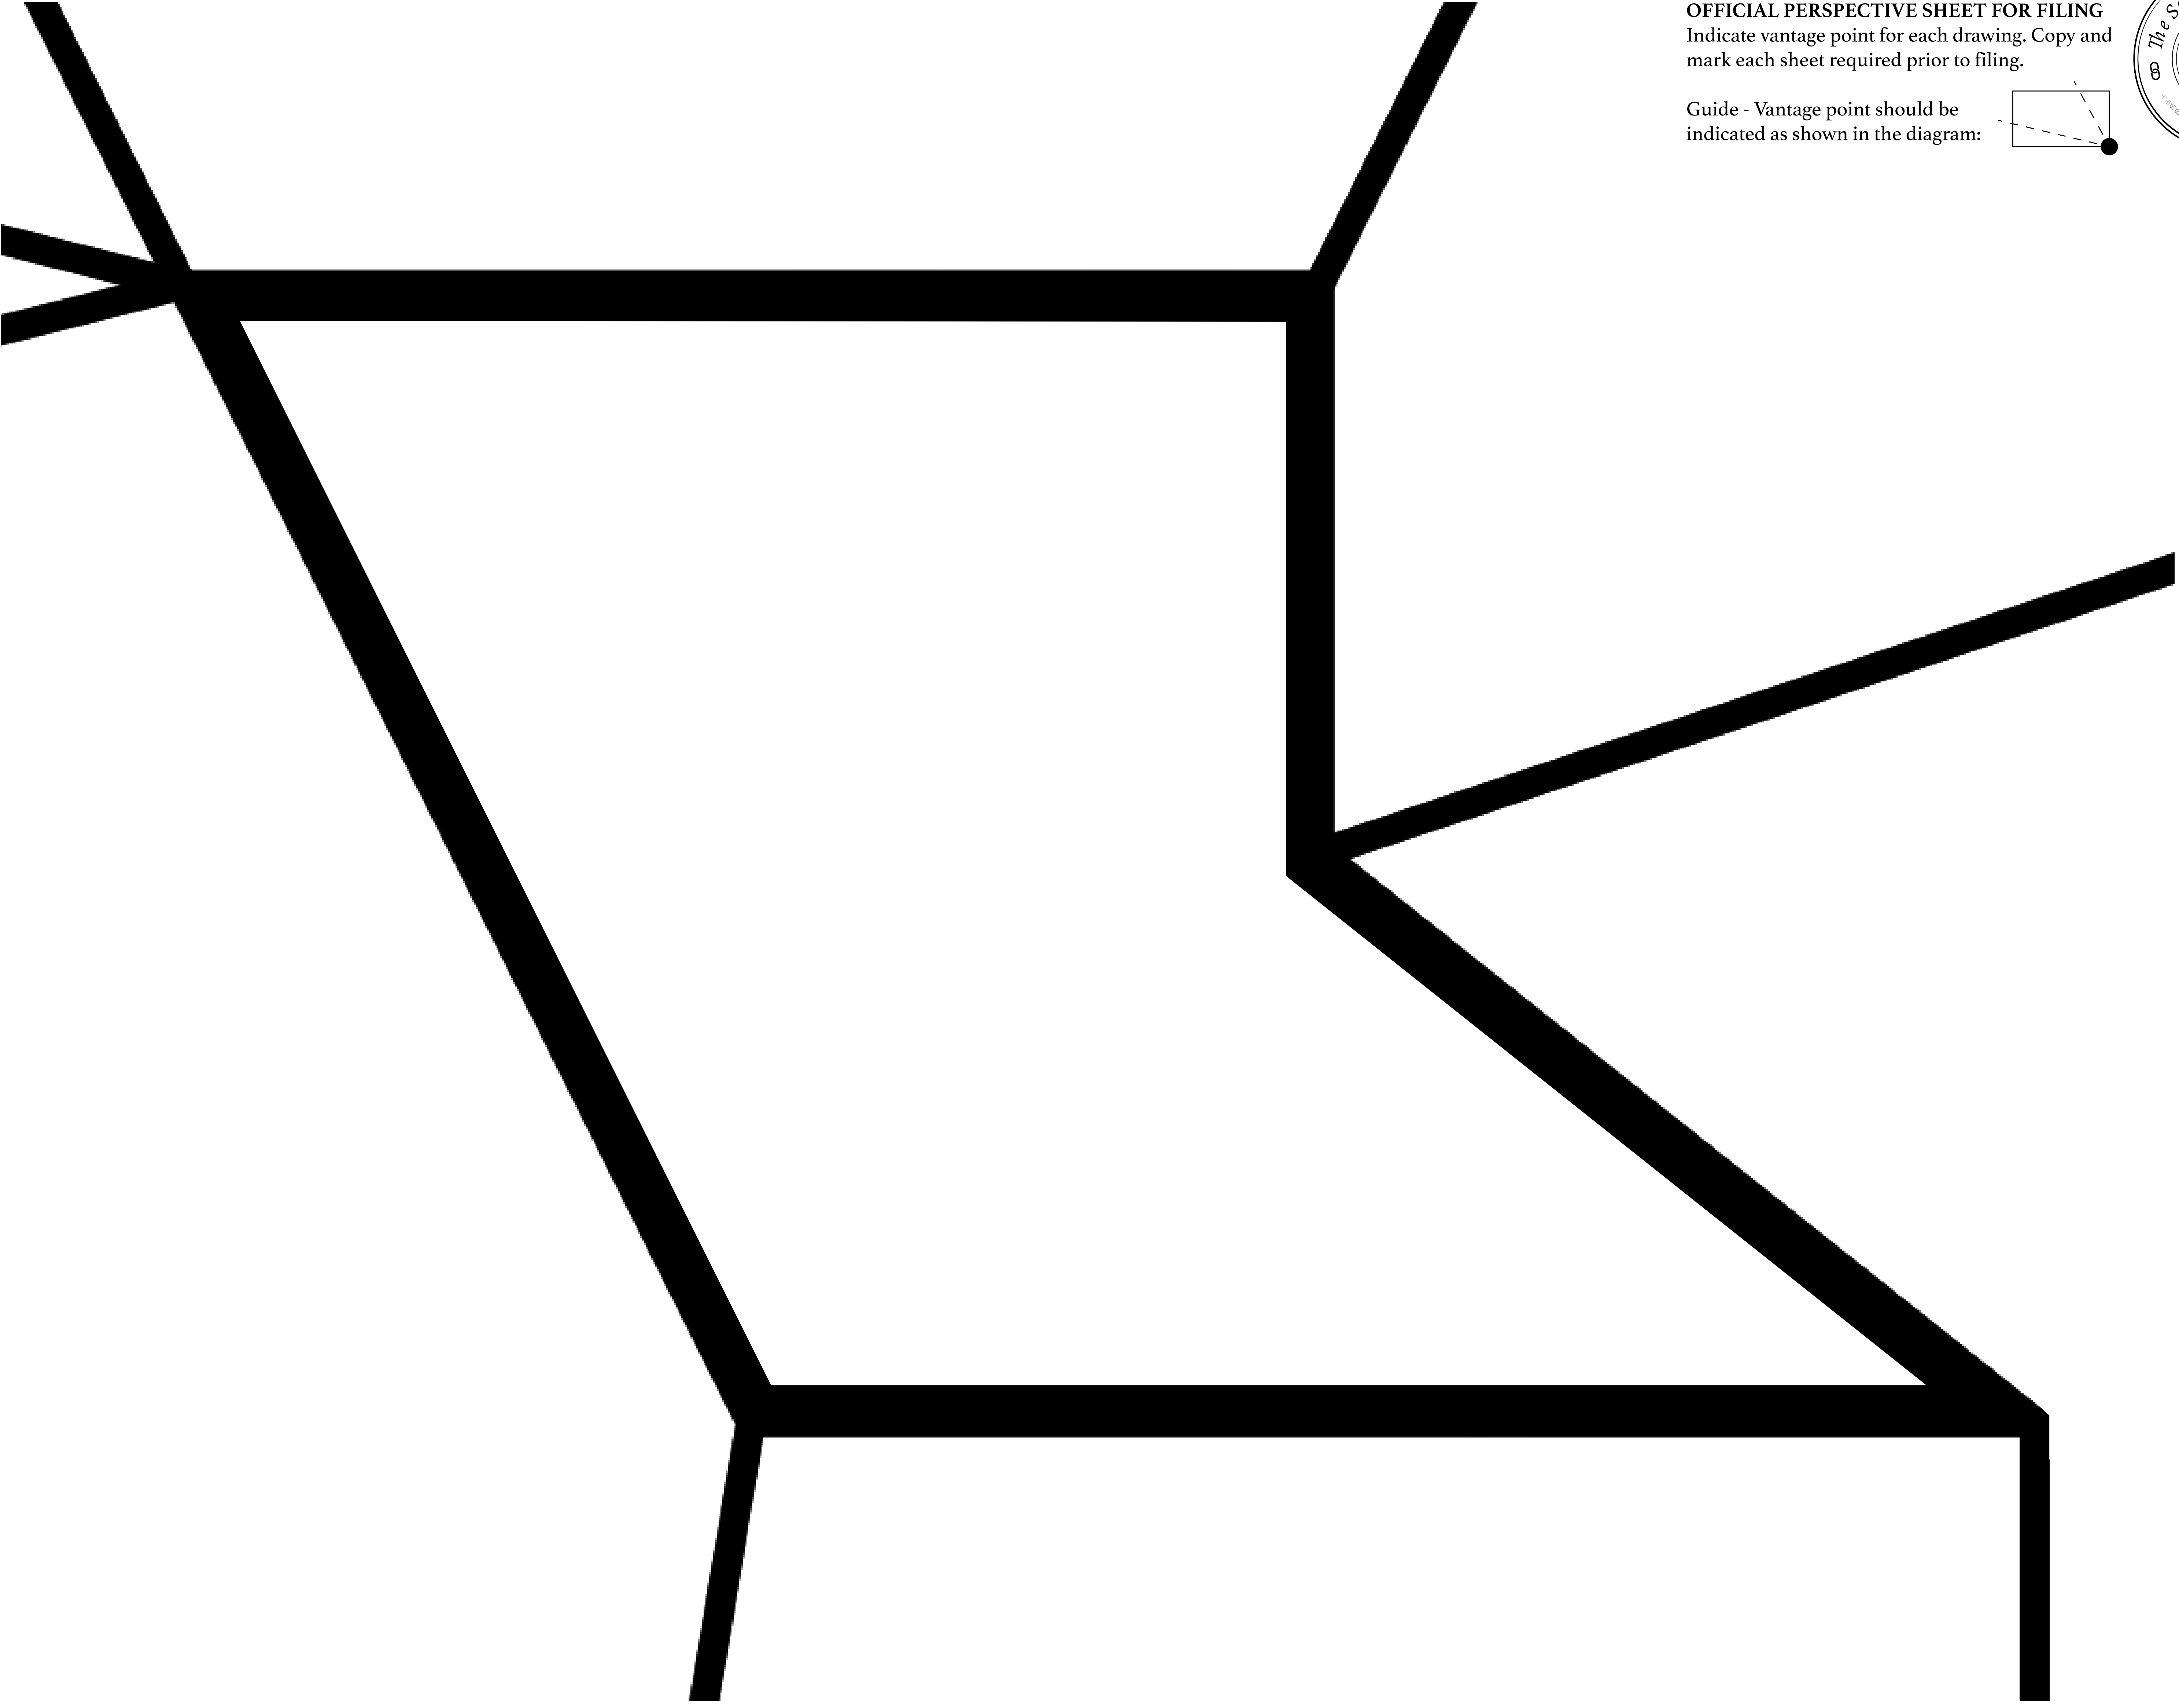 OFFICIAL PERSPECTIVE SHEET FOR FILING
Indicate vantage point for each drawing. Copy and
mark each sheet required prior to filing.
Guide - Vantage point should be
indicated as shown in the diagram:
The